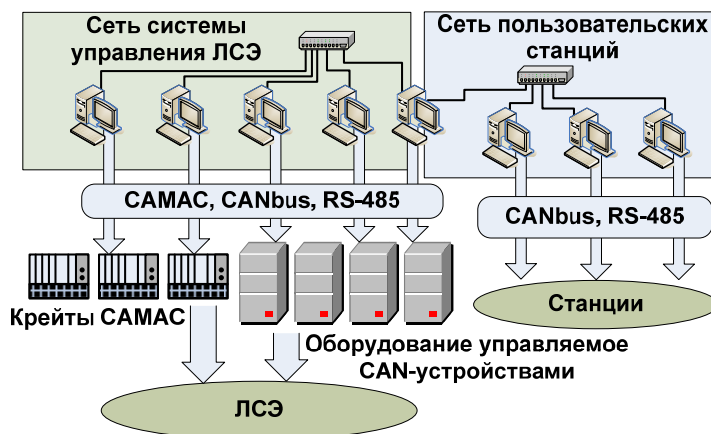 Сеть системы
управления ЛСЭ
Сеть пользовательских
станций
CAMAC, CANbus, RS-485
CANbus, RS-485
Крейты CAMAC
Станции
Оборудование управляемое
CAN-устройствами
ЛСЭ